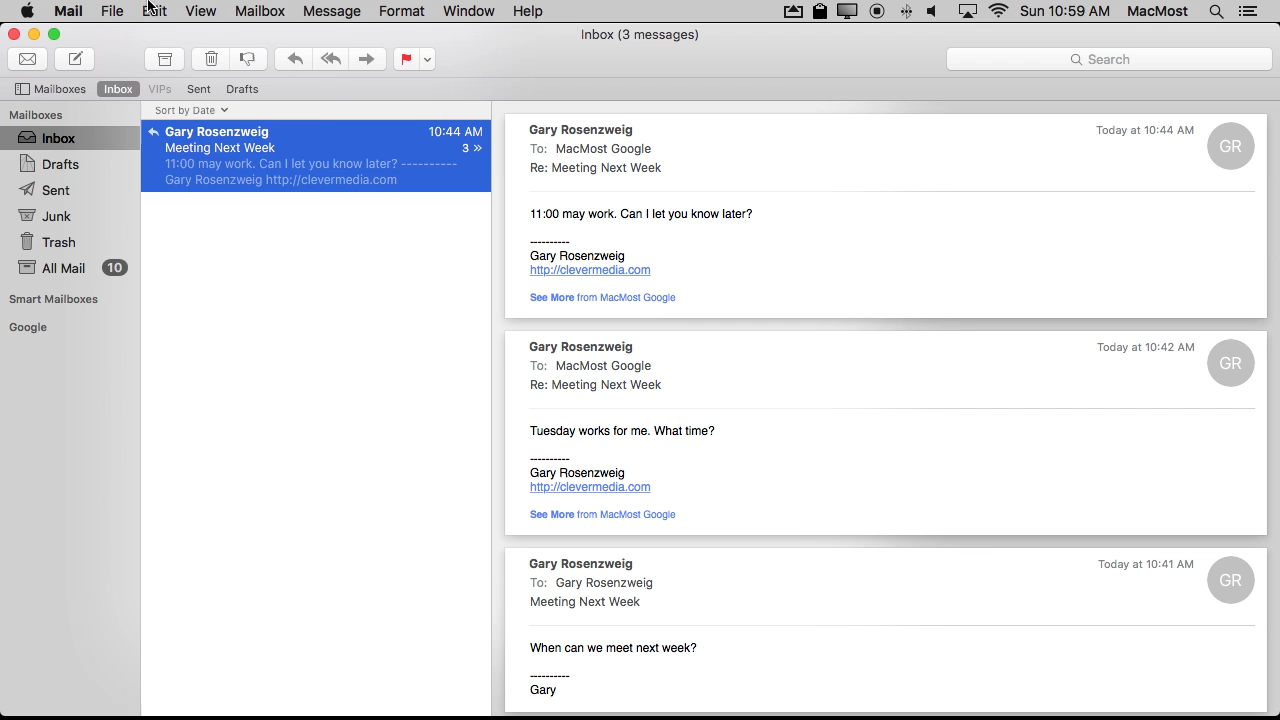 Mail File Edit View Mailbox Message Format Window Help Sun 10:59 AM MacMost
Inbox (3 messages)
Search
Mailboxes Inbox VIPs Sent Drafts
Mailboxes
Inbox
Drafts
Sent
Junk
Trash
All Mail 10
Smart Mailboxes
Google
Sort by Date
Gary Rosenzweig 10:44 AM
Meeting Next Week 3 »
11:00 may work. Can I let you know later? ----------
Gary Rosenzweig http://clevermedia.com
Gary Rosenzweig Today at 10:44 AM
To: MacMost Google
Re: Meeting Next Week
GR
11:00 may work. Can I let you know later?
----------
Gary Rosenzweig
http://clevermedia.com
See More from MacMost Google
Gary Rosenzweig Today at 10:42 AM
To: MacMost Google
Re: Meeting Next Week
GR
Tuesday works for me. What time?
----------
Gary Rosenzweig
http://clevermedia.com
See More from MacMost Google
Gary Rosenzweig Today at 10:41 AM
To: Gary Rosenzweig
Meeting Next Week
GR
When can we meet next week?
----------
Gary